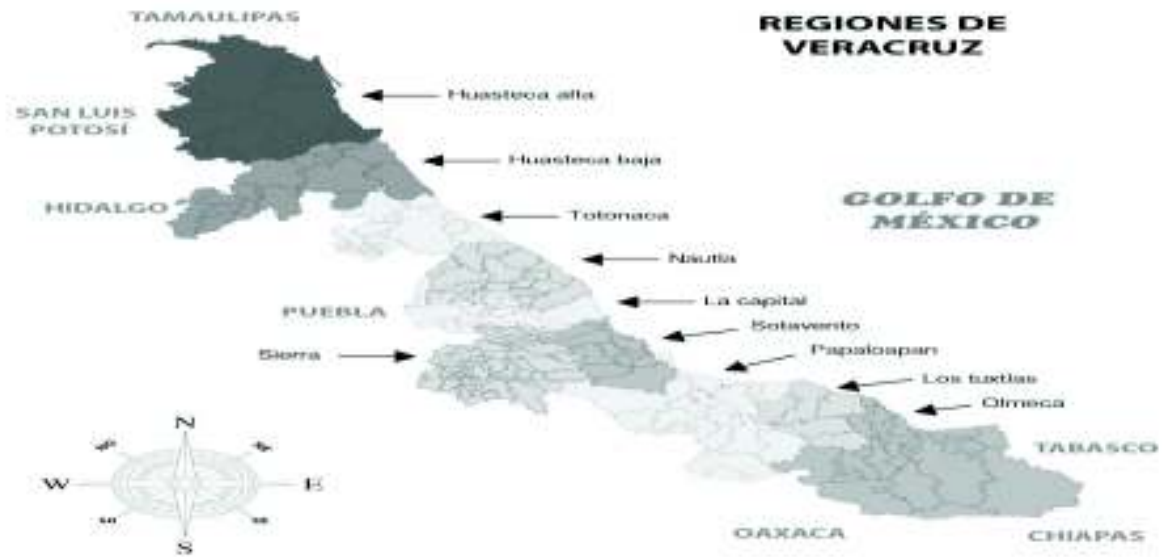 TAMAULIPAS
REGIONES DE
VERACRUZ
Huasteca alta
SAN LUIS
POTOSÍ
Huasteca baja
HIDALGO
Totonaca
GOLFO DE
MÉXICO
Nautla
La capital
PUEBLA
Sotavento
Sierra
Papaloapan
Los tuxtlas
Olmeca
N
TABASCO
W
E
S
OAXACA
CHIAPAS